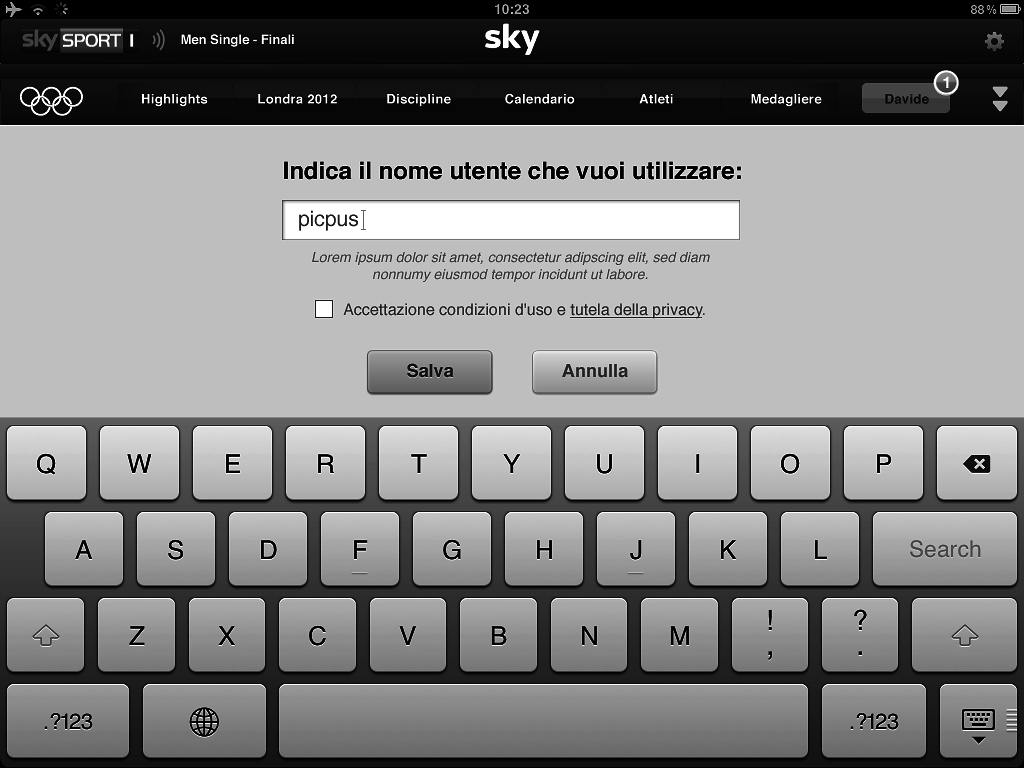 10:23
88 %
sky SPORT 1 Men Single - Finali
sky
Highlights Londra 2012 Discipline Calendario Atleti Medagliere Davide 1
Indica il nome utente che vuoi utilizzare:
picpus
Lorem ipsum dolor sit amet, consectetur adipscing elit, sed diam
nonnumy eiusmod tempor incidunt ut labore.
Accettazione condizioni d'uso e tutela della privacy.
Salva Annulla
Q W E R T Y U I O P
A S D F G H J K L Search
Z X C V B N M ! , ? .
.?123 .?123